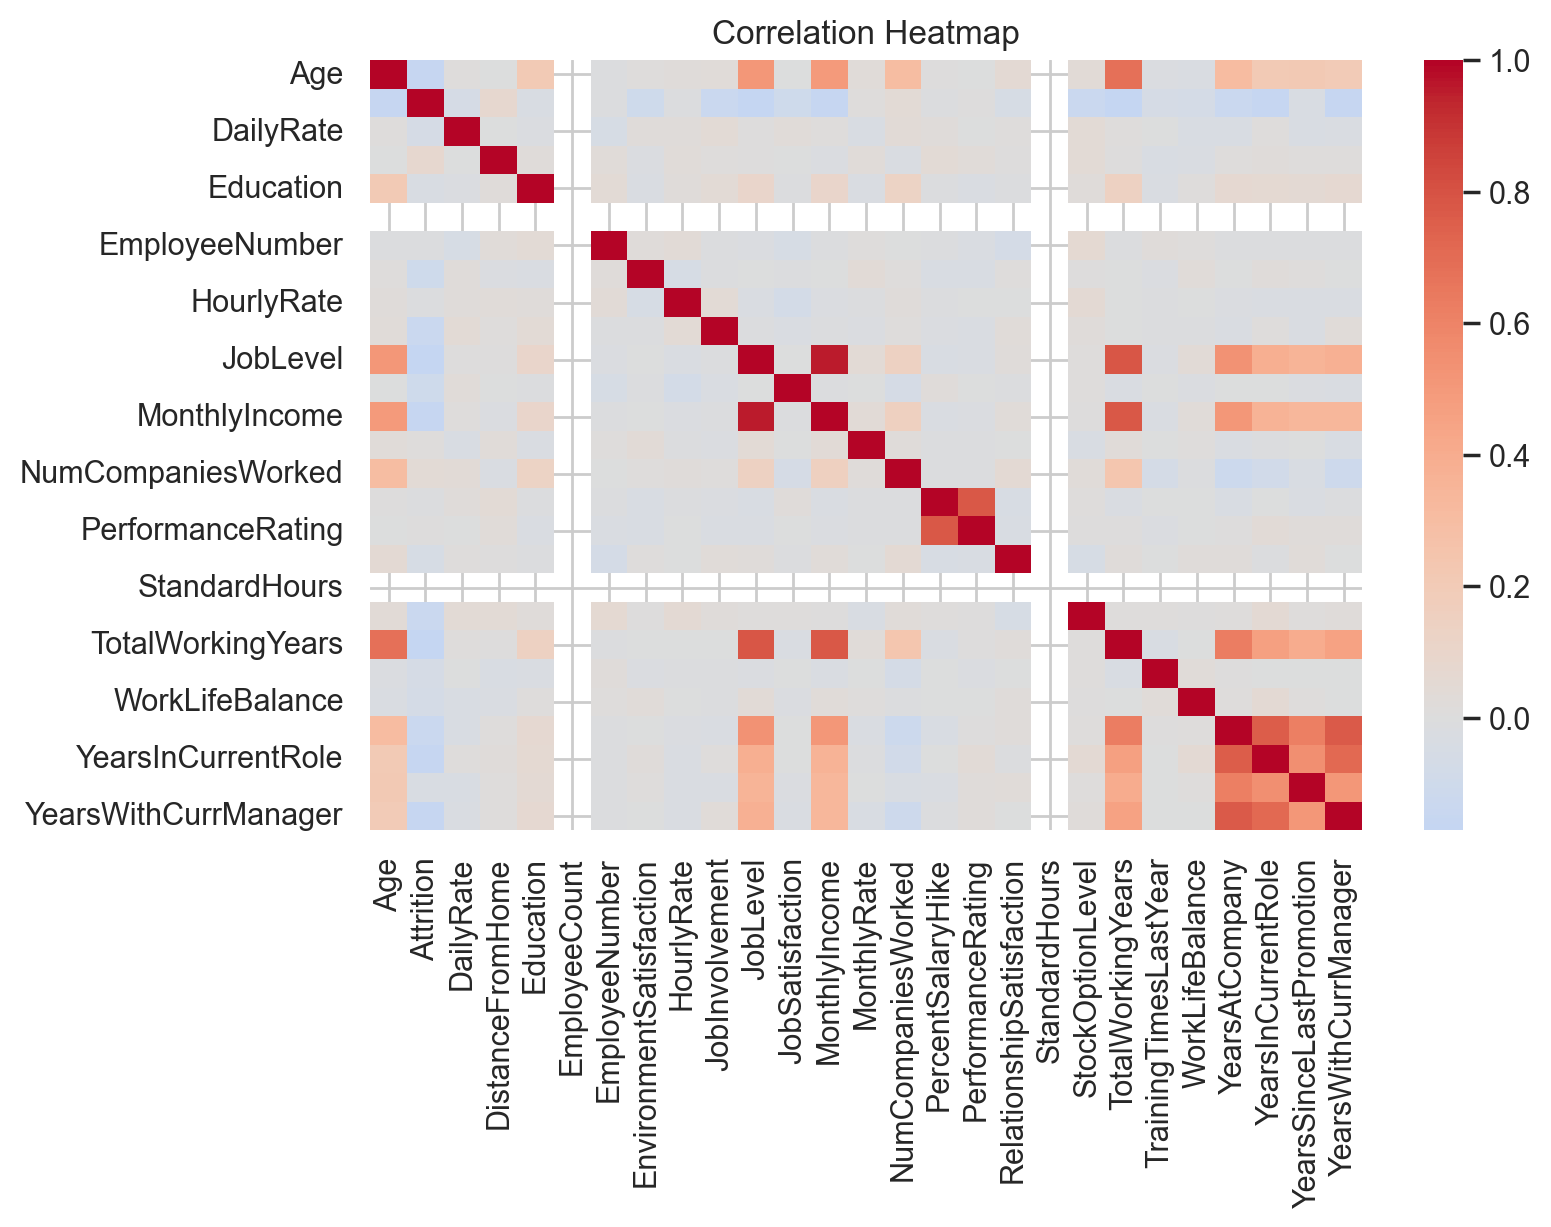 Correlation Heatmap
Age
DailyRate
Education
EmployeeNumber
HourlyRate
JobLevel
MonthlyIncome
NumCompaniesWorked
PerformanceRating
StandardHours
TotalWorkingYears
WorkLifeBalance
YearsInCurrentRole
YearsWithCurrManager
Age
Attrition
DailyRate
DistanceFromHome
Education
EmployeeCount
EmployeeNumber
EnvironmentSatisfaction
HourlyRate
JobInvolvement
JobLevel
JobSatisfaction
MonthlyIncome
MonthlyRate
NumCompaniesWorked
PercentSalaryHike
PerformanceRating
RelationshipSatisfaction
StandardHours
StockOptionLevel
TotalWorkingYears
TrainingTimesLastYear
WorkLifeBalance
YearsAtCompany
YearsInCurrentRole
YearsSinceLastPromotion
YearsWithCurrManager
1.0
0.8
0.6
0.4
0.2
0.0